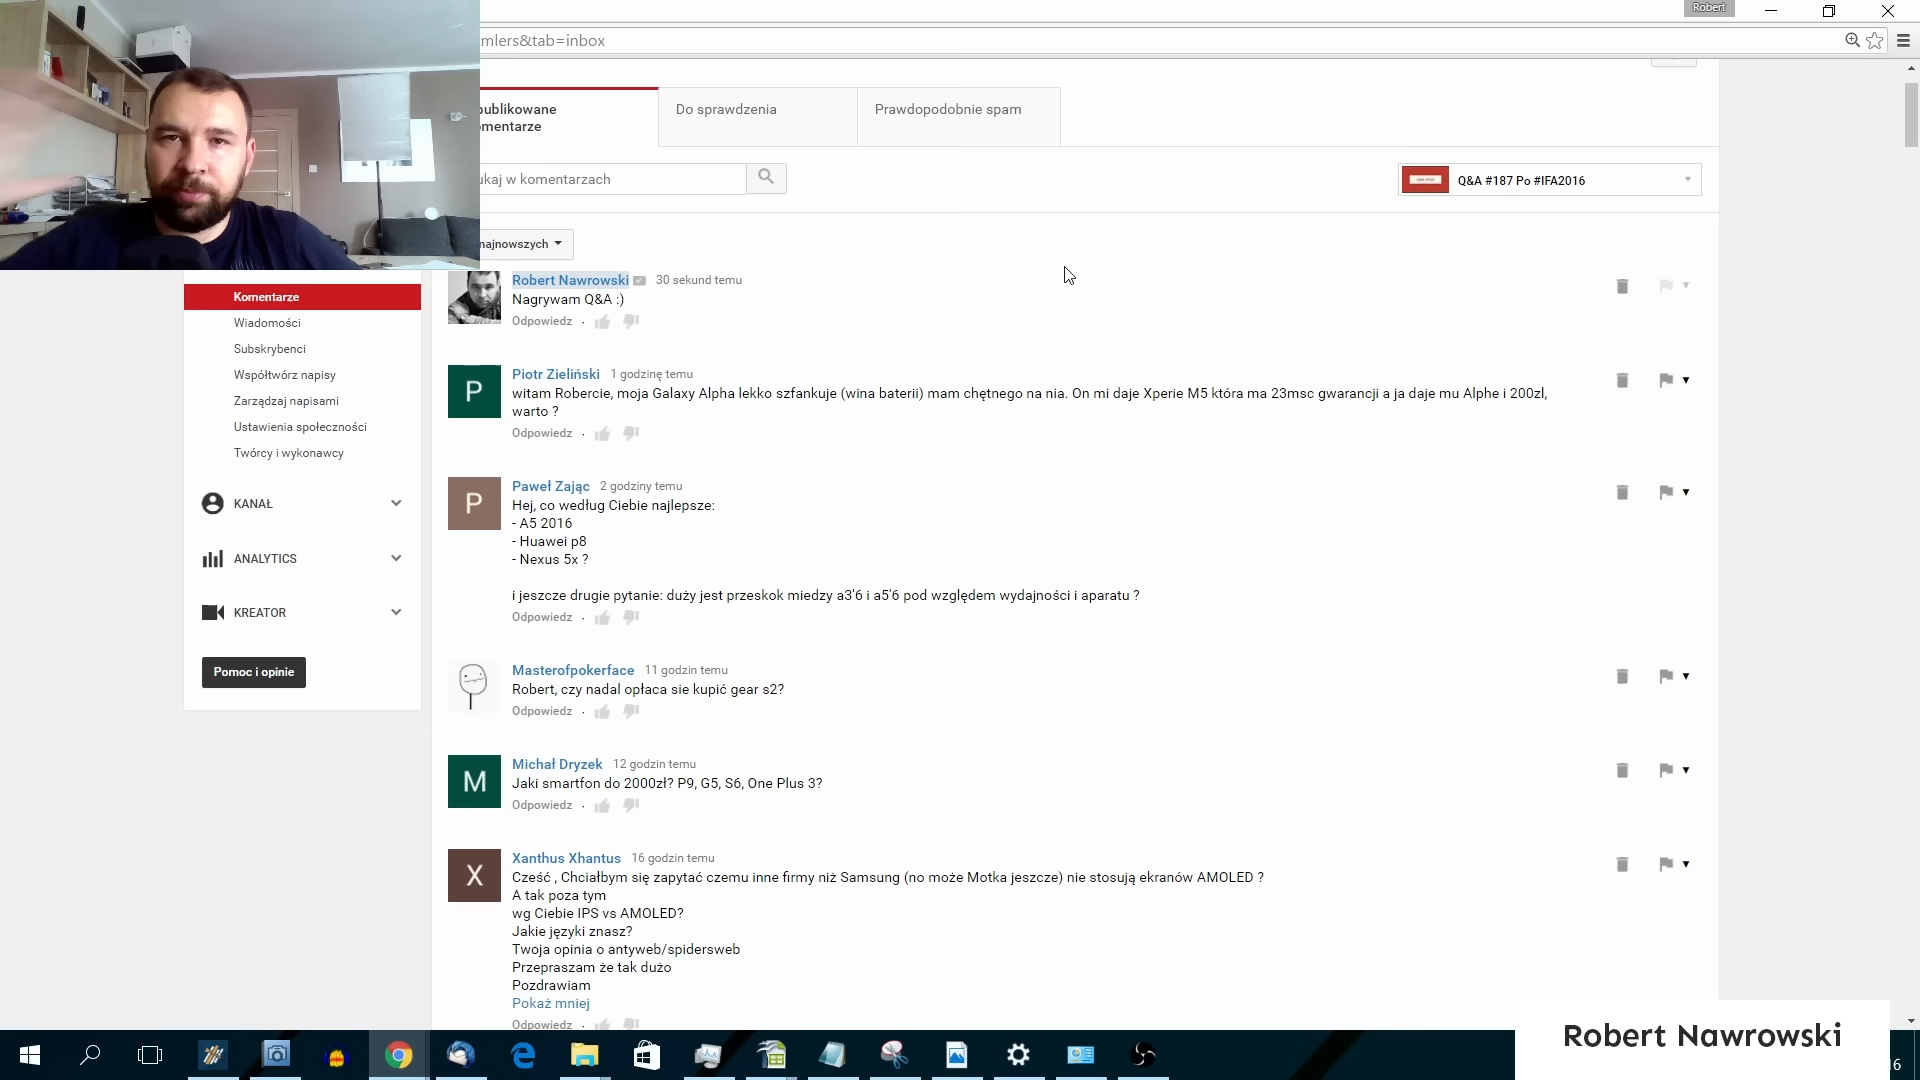 Robert
mlers&tab=inbox
publikowane
mentarze
Do sprawdzenia
Prawdopodobnie spam
ukaj w komentarzach
Q&A #187 Po #IFA2016
najnowszych
Komentarze
Wiadomości
Subskrybenci
Współtwórz napisy
Zarządzaj napisami
Ustawienia społeczności
Twórcy i wykonawcy
KANAŁ
ANALYTICS
KREATOR
Pomoc i opinie
Robert Nawrowski 30 sekund temu
Nagrywam Q&A :)
Odpowiedz ·
P
Piotr Zieliński 1 godzinę temu
witam Robercie, moja Galaxy Alpha lekko szfankuje (wina baterii) mam chętnego na nia. On mi daje Xperie M5 która ma 23msc gwarancji a ja daje mu Alphe i 200zl,
warto ?
Odpowiedz ·
P
Paweł Zając 2 godziny temu
Hej, co według Ciebie najlepsze:
- A5 2016
- Huawei p8
- Nexus 5x ?
i jeszcze drugie pytanie: duży jest przeskok miedzy a3'6 i a5'6 pod względem wydajności i aparatu ?
Odpowiedz ·
Masterofpokerface 11 godzin temu
Robert, czy nadal opłaca sie kupić gear s2?
Odpowiedz ·
M
Michał Dryzek 12 godzin temu
Jaki smartfon do 2000zł? P9, G5, S6, One Plus 3?
Odpowiedz ·
X
Xanthus Xhantus 16 godzin temu
Cześć , Chciałbym się zapytać czemu inne firmy niż Samsung (no może Motka jeszcze) nie stosują ekranów AMOLED ?
A tak poza tym
wg Ciebie IPS vs AMOLED?
Jakie języki znasz?
Twoja opinia o antyweb/spidersweb
Przepraszam że tak dużo
Pozdrawiam
Pokaż mniej
Odpowiedz ·
Robert Nawrowski
16